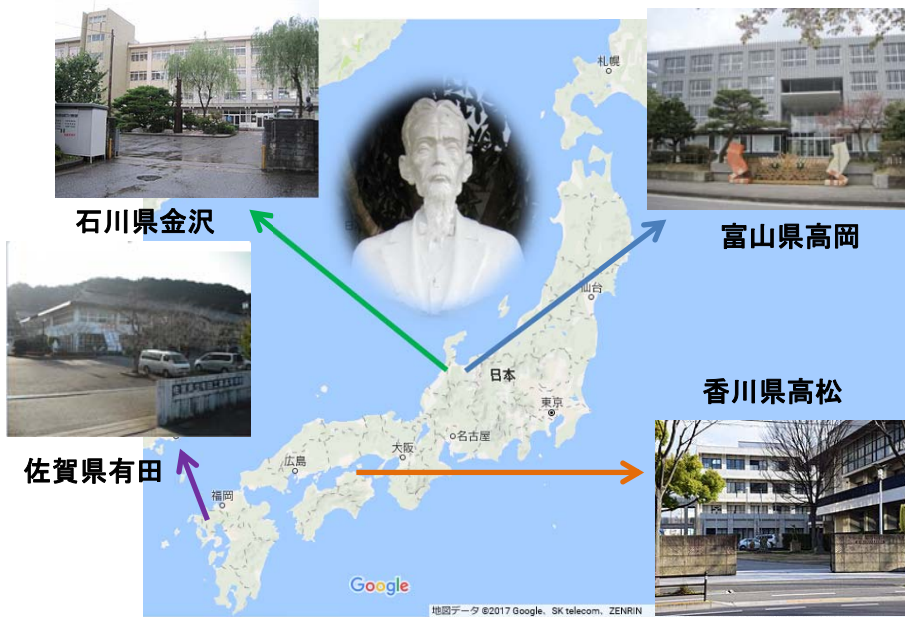 札幌
石川県金沢
富山県高岡
仙台
日本
東京
香川県高松
名古屋
大阪
広島
佐賀県有田
福岡
Google
地図データ ©2017 Google、SK telecom、ZENRIN